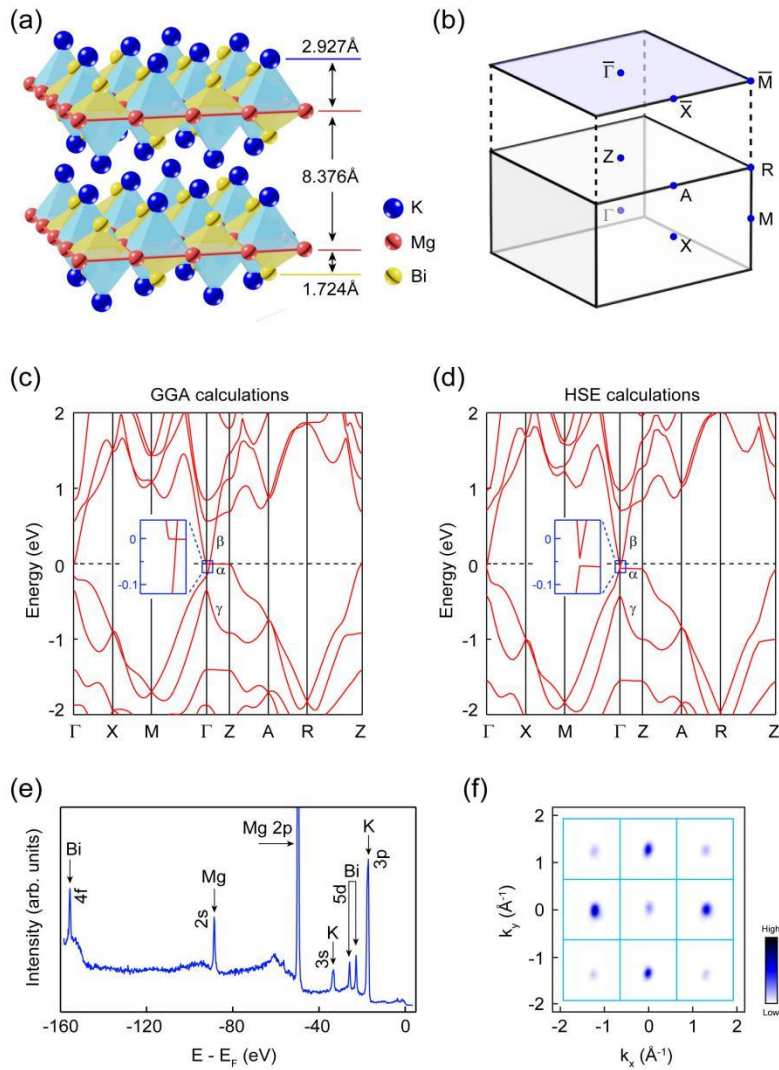 (a)
2.927Å
8.376Å
1.724Å
K
Mg
Bi
(b)
Γ̅
M̅
X̅
Z
R
A
Γ
M
X
(c)
GGA calculations
Energy (eV)
2
1
0
-1
-2
0
-0.1
β
α
γ
Γ X M Γ Z A R Z
(d)
HSE calculations
Energy (eV)
2
1
0
-1
-2
0
-0.1
β
α
γ
Γ X M Γ Z A R Z
(e)
Intensity (arb. units)
Bi
4f
Mg
2s
Mg 2p
K
3s
Bi
5d
K
3p
-160 -120 -80 -40 0
E - E_F (eV)
(f)
k_y (Å⁻¹)
2
1
0
-1
-2
-2 -1 0 1 2
k_x (Å⁻¹)
High
Low